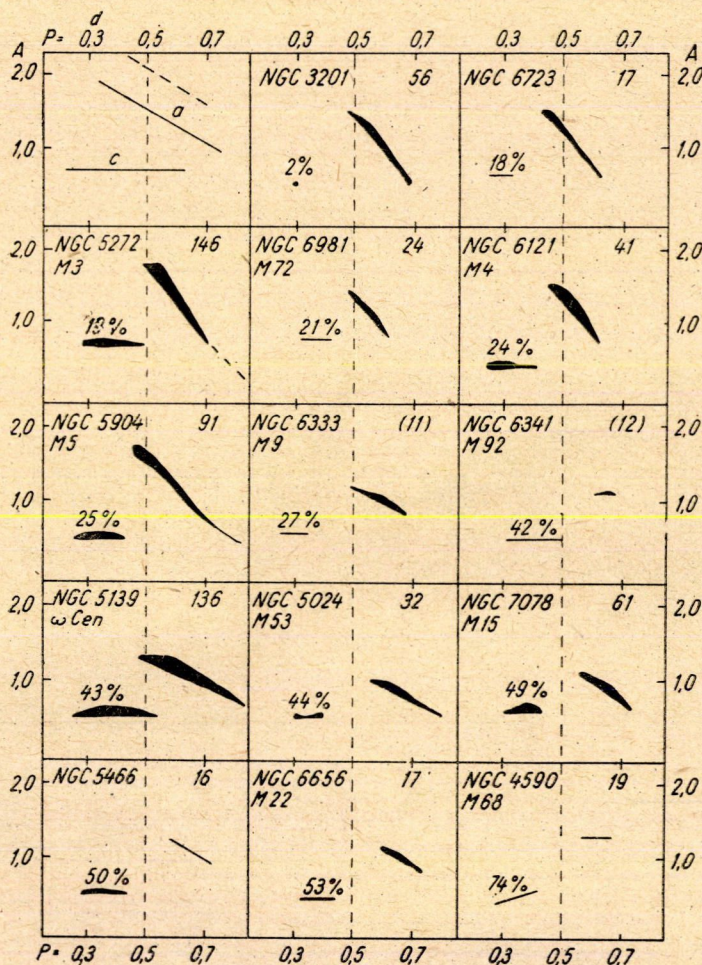 d
P= 0,3 0,5 0,7 0,3 0,5 0,7 0,3 0,5 0,7
A A
2,0 NGC 3201 56 NGC 6723 17 2,0
a
1,0 1,0
c 2% 18%
2,0 NGC 5272 146 NGC 6981 24 NGC 6121 41 2,0
M3 M72 M4
1,0 19% 21% 1,0
24%
2,0 NGC 5904 91 NGC 6333 (11) NGC 6341 (12) 2,0
M5 M9 M92
1,0 1,0
25% 27% 42%
2,0 NGC 5139 136 NGC 5024 32 NGC 7078 61 2,0
ω Cen M53 M15
1,0 43% 44% 49% 1,0
2,0 NGC 5466 16 NGC 6656 17 NGC 4590 19 2,0
M22 M68
1,0 1,0
50% 53% 74%
P= 0,3 0,5 0,7 0,3 0,5 0,7 0,3 0,5 0,7